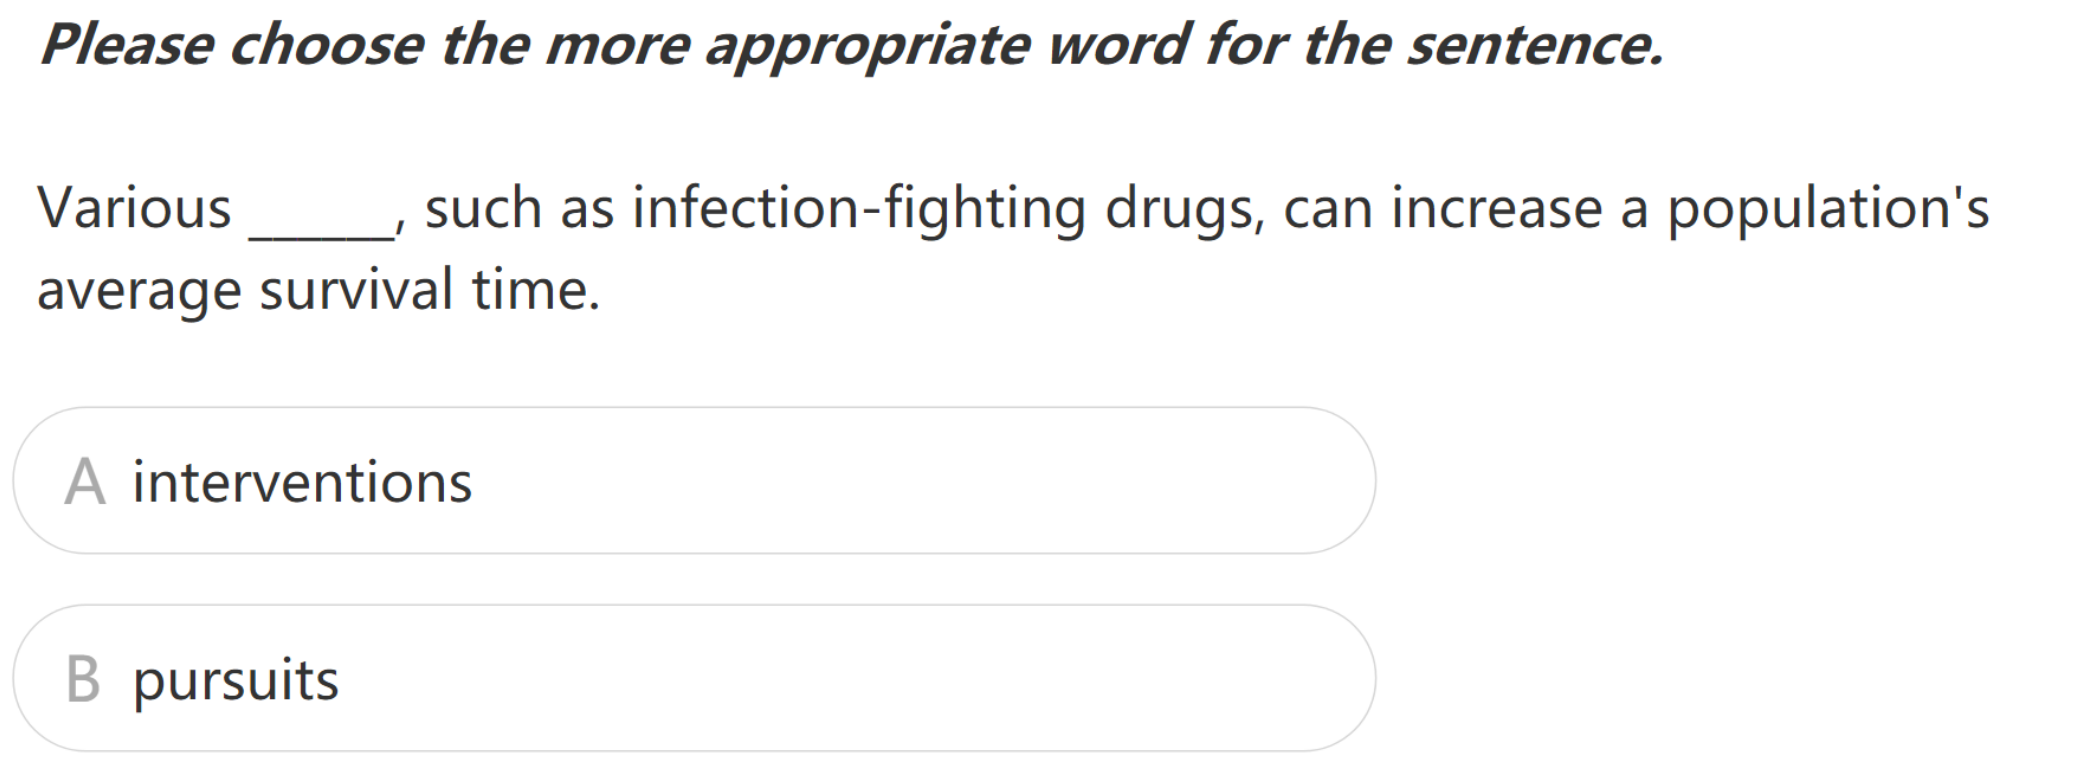 Please choose the more appropriate word for the sentence.
Various ______, such as infection-fighting drugs, can increase a population's
average survival time.
A interventions
B pursuits